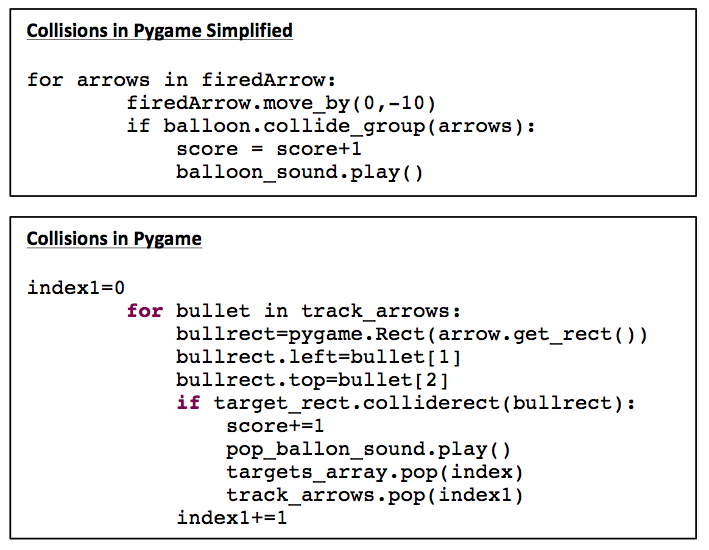 Collisions in Pygame Simplified
for arrows in firedArrow:
        firedArrow.move_by(0,-10)
        if balloon.collide_group(arrows):
            score = score+1
            balloon_sound.play()
Collisions in Pygame
index1=0
        for bullet in track_arrows:
            bullrect=pygame.Rect(arrow.get_rect())
            bullrect.left=bullet[1]
            bullrect.top=bullet[2]
            if target_rect.colliderect(bullrect):
                score+=1
                pop_ballon_sound.play()
                targets_array.pop(index)
                track_arrows.pop(index1)
            index1+=1